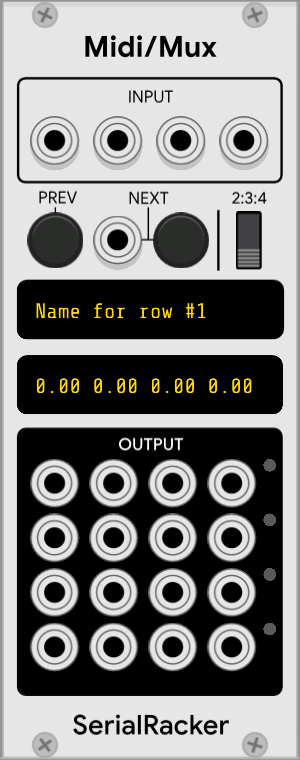 Midi/Mux
INPUT
PREV NEXT 2:3:4
Name for row #1
0.00 0.00 0.00 0.00
OUTPUT
SerialRacker